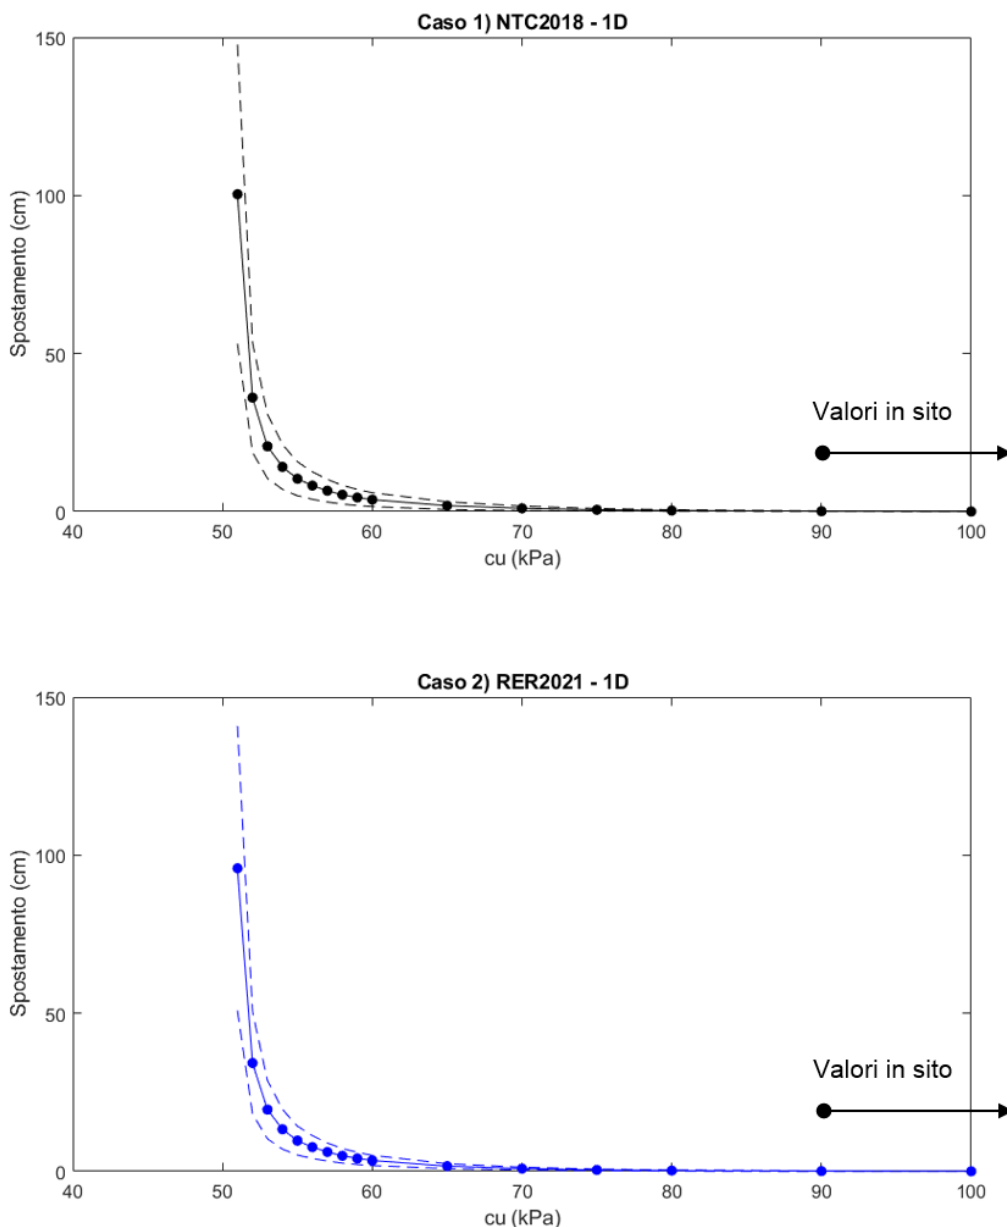 Caso 1) NTC2018 - 1D
150
100
50
0
Spostamento (cm)
Valori in sito
40 50 60 70 80 90 100
cu (kPa)
Caso 2) RER2021 - 1D
150
100
50
0
Spostamento (cm)
Valori in sito
40 50 60 70 80 90 100
cu (kPa)